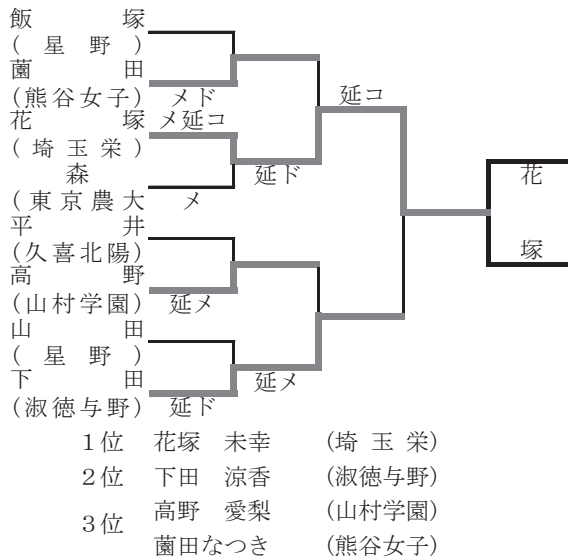 飯塚
(星野)
薗田
(熊谷女子) メド
花塚 メ延コ
(埼玉栄)
森
(東京農大 メ
平井
(久喜北陽)
高野
(山村学園) 延メ
山田
(星野)
下田
(淑徳与野) 延ド
延ド
延メ
延コ
花
塚
1位 花塚 未幸 (埼玉栄)
2位 下田 涼香 (淑徳与野)
3位 高野 愛梨 (山村学園)
薗田なつき (熊谷女子)